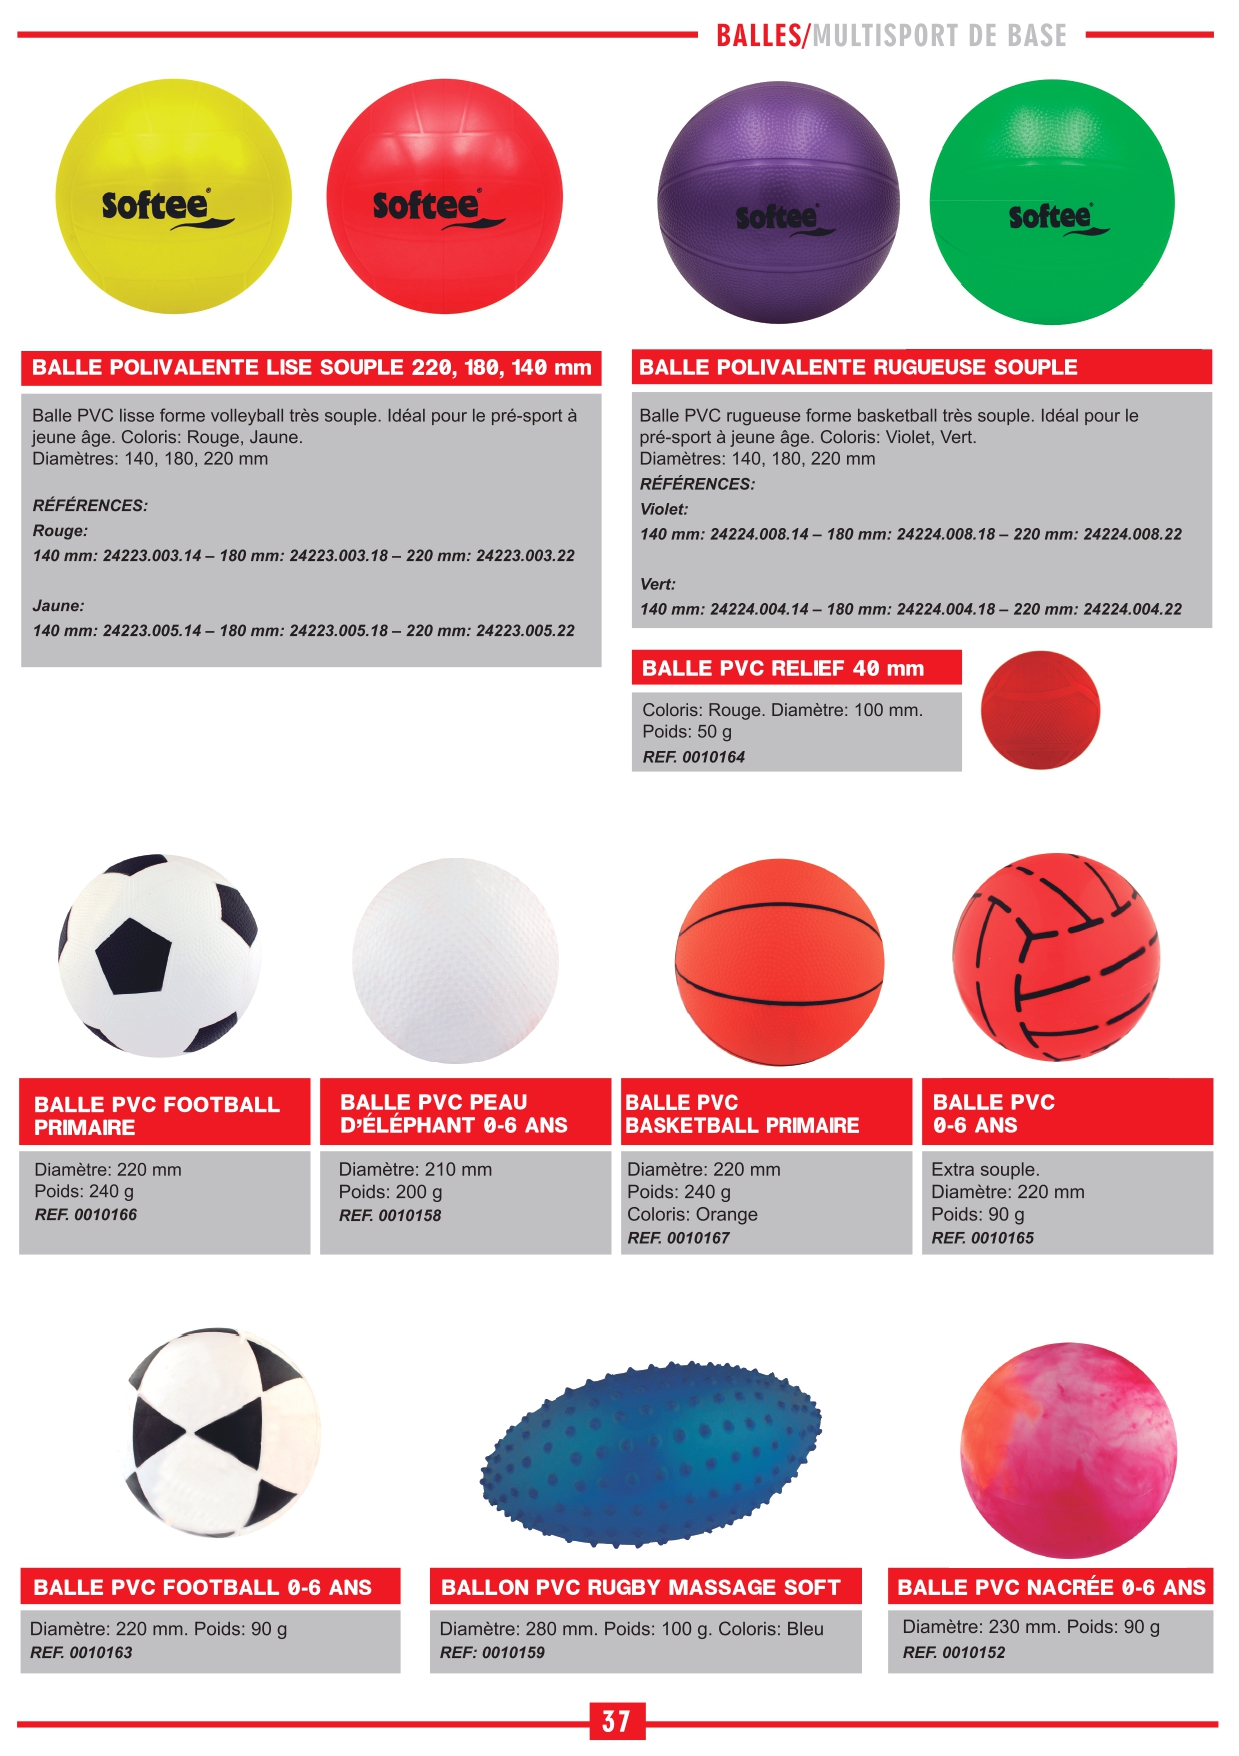 BALLES/MULTISPORT DE BASE
softee®
softee®
softee®
softee®
BALLE POLIVALENTE LISE SOUPLE 220, 180, 140 mm
Balle PVC lisse forme volleyball très souple. Idéal pour le pré-sport à
jeune âge. Coloris: Rouge, Jaune.
Diamètres: 140, 180, 220 mm
RÉFÉRENCES:
Rouge:
140 mm: 24223.003.14 – 180 mm: 24223.003.18 – 220 mm: 24223.003.22
Jaune:
140 mm: 24223.005.14 – 180 mm: 24223.005.18 – 220 mm: 24223.005.22
BALLE POLIVALENTE RUGUEUSE SOUPLE
Balle PVC rugueuse forme basketball très souple. Idéal pour le
pré-sport à jeune âge. Coloris: Violet, Vert.
Diamètres: 140, 180, 220 mm
RÉFÉRENCES:
Violet:
140 mm: 24224.008.14 – 180 mm: 24224.008.18 – 220 mm: 24224.008.22
Vert:
140 mm: 24224.004.14 – 180 mm: 24224.004.18 – 220 mm: 24224.004.22
BALLE PVC RELIEF 40 mm
Coloris: Rouge. Diamètre: 100 mm.
Poids: 50 g
REF. 0010164
BALLE PVC FOOTBALL
PRIMAIRE
Diamètre: 220 mm
Poids: 240 g
REF. 0010166
BALLE PVC PEAU
D'ÉLÉPHANT 0-6 ANS
Diamètre: 210 mm
Poids: 200 g
REF. 0010158
BALLE PVC
BASKETBALL PRIMAIRE
Diamètre: 220 mm
Poids: 240 g
Coloris: Orange
REF. 0010167
BALLE PVC
0-6 ANS
Extra souple.
Diamètre: 220 mm
Poids: 90 g
REF. 0010165
BALLE PVC FOOTBALL 0-6 ANS
Diamètre: 220 mm. Poids: 90 g
REF. 0010163
BALLON PVC RUGBY MASSAGE SOFT
Diamètre: 280 mm. Poids: 100 g. Coloris: Bleu
REF: 0010159
BALLE PVC NACRÉE 0-6 ANS
Diamètre: 230 mm. Poids: 90 g
REF. 0010152
37